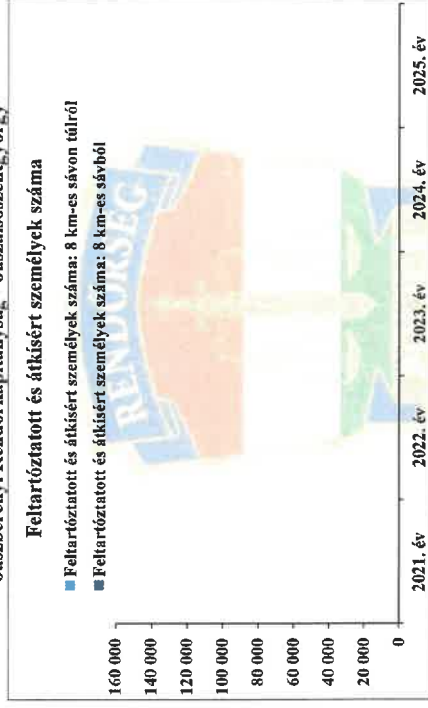 Feltartóztatott és átkísért személyek száma
Feltartóztatott és átkísért személyek száma: 8 km-es sávon túlról
Feltartóztatott és átkísért személyek száma: 8 km-es sávból
RENDŐRSÉG
160 000
140 000
120 000
100 000
80 000
60 000
40 000
20 000
0
2021. év 2022. év 2023. év 2024. év 2025. év